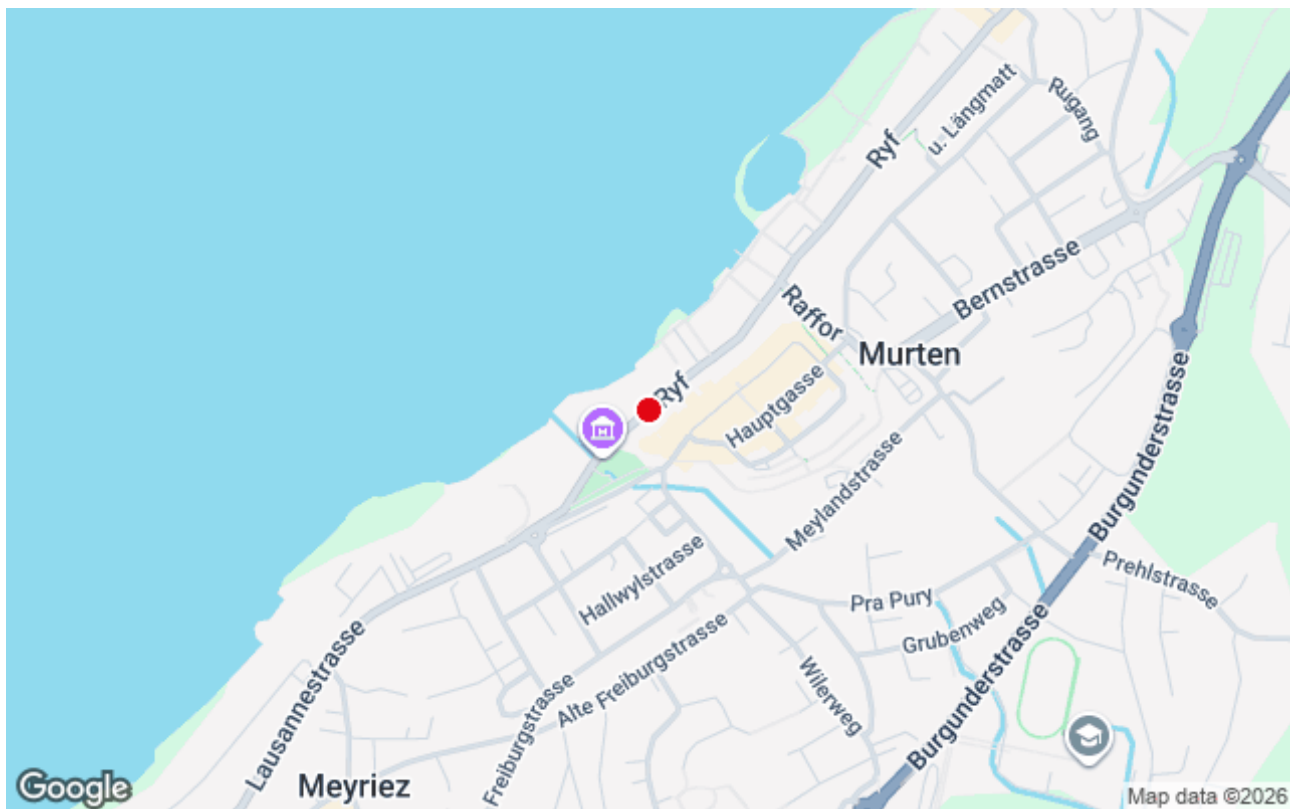 u. Längmatt
Rugang
Ryf
Bernstrasse
Raffor
Murten
Ryf
Hauptgasse
Burgunderstrasse
Meylandstrasse
Prehlstrasse
Hallwylstrasse
Pra Pury
Grubenweg
Lausannestrasse
Alte Freiburgstrasse
Wilerweg
Freiburgstrasse
Burgunderstrasse
Meyriez
Google
Map data ©2026